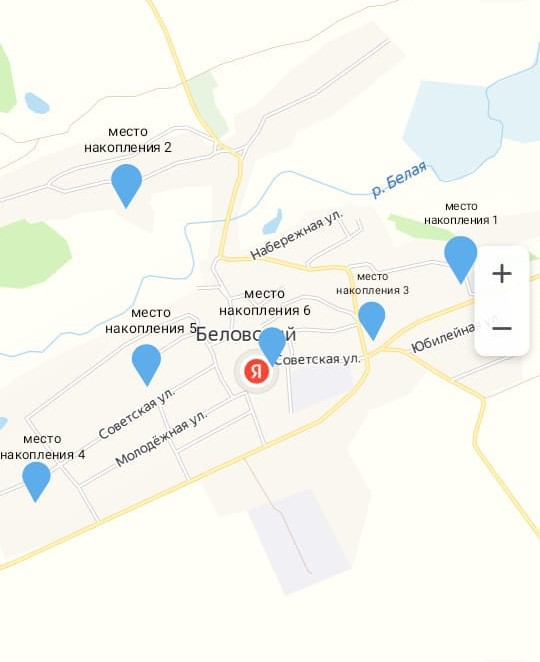 место
накопления 2
р. Белая
место
накопления 1
Набережная ул.
место
накопления 3
место
накопления 6
место
накопления 5
Беловский
Юбилейная ул.
Советская ул.
Я
Советская ул.
Молодёжная ул.
место
накопления 4
+
−